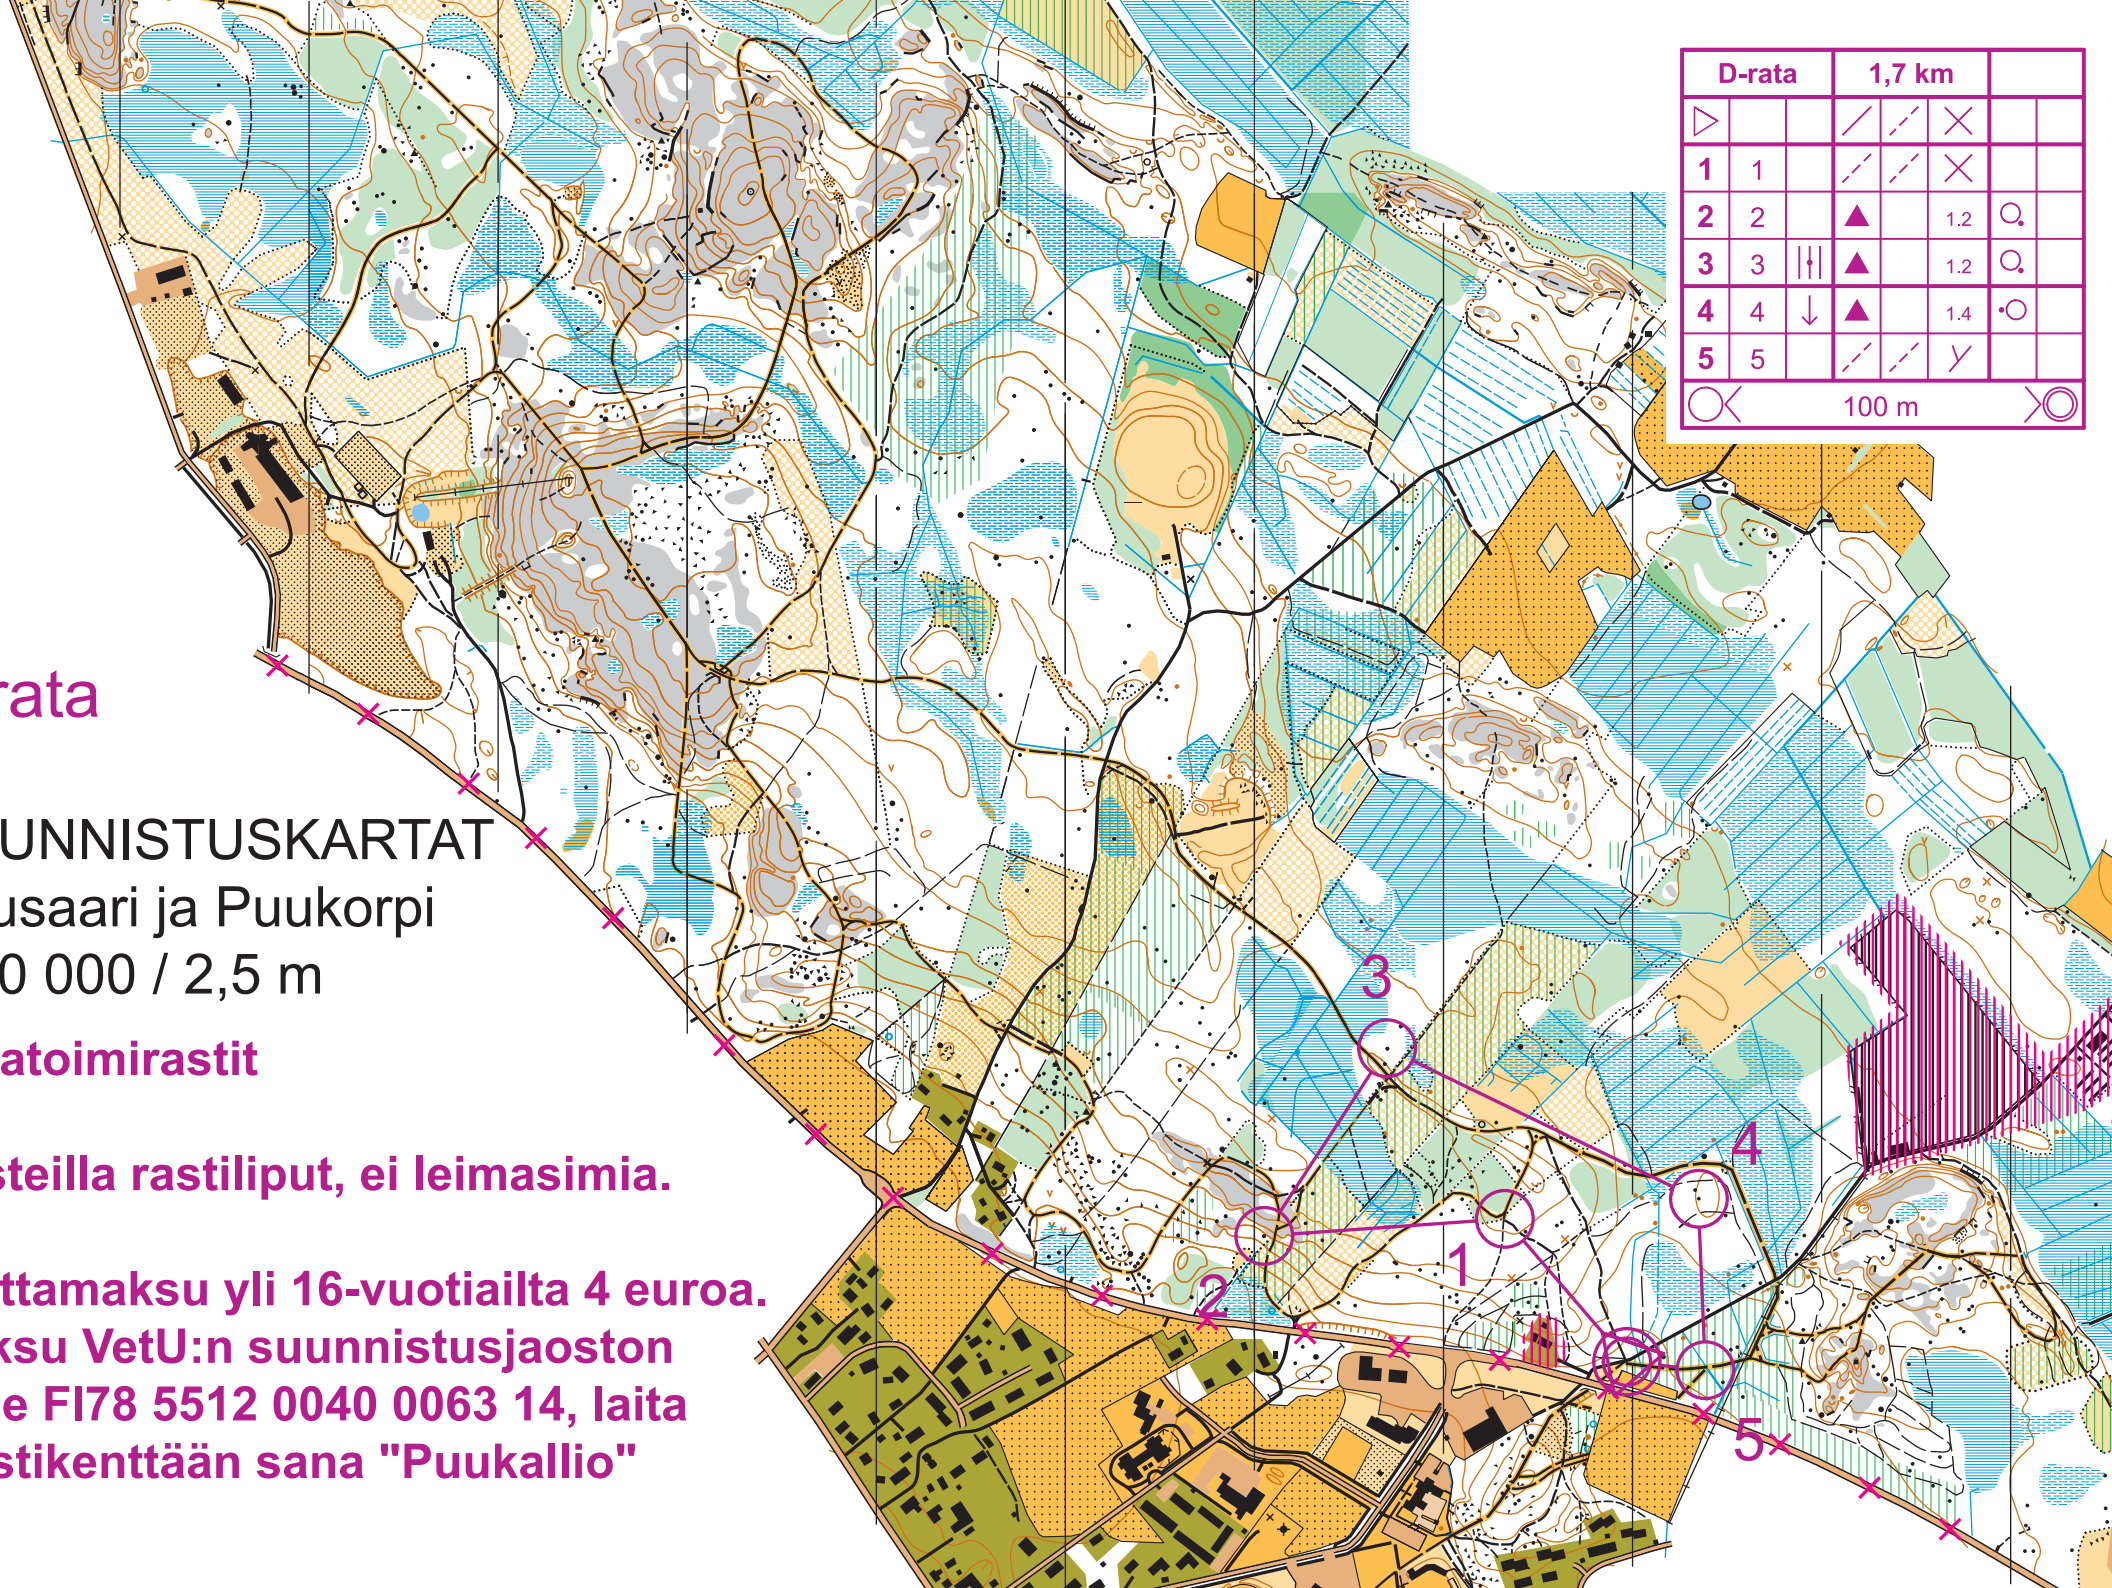 D-rata 1,7 km
1 1
2 2 1.2
3 3 1.2
4 4 1.4
5 5
100 m
rata
UUNNISTUSKARTAT
usaari ja Puukorpi
0 000 / 2,5 m
atoimirastit
steilla rastiliput, ei leimasimia.
ttamaksu yli 16-vuotiailta 4 euroa.
ksu VetU:n suunnistusjaoston
e FI78 5512 0040 0063 14, laita
stikenttään sana "Puukallio"
3
4
1
2
5